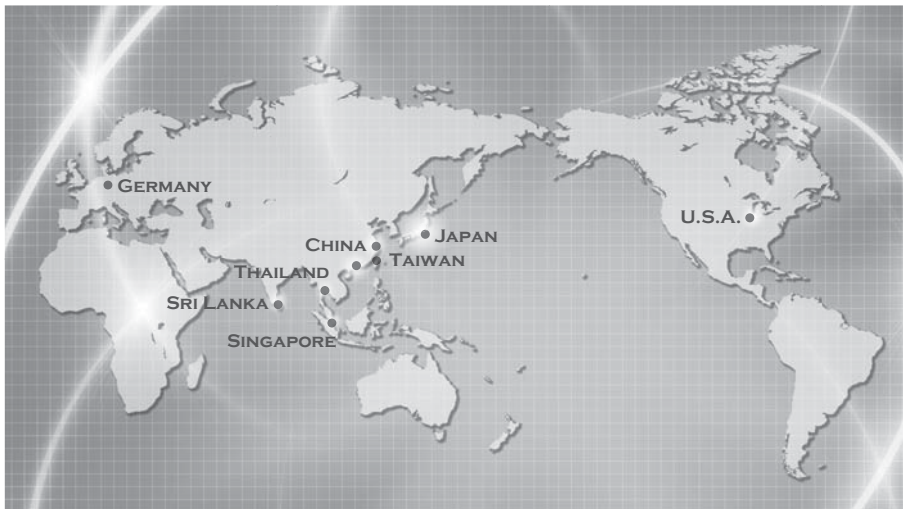 GERMANY
U.S.A.
JAPAN
CHINA
TAIWAN
THAILAND
SRI LANKA
SINGAPORE